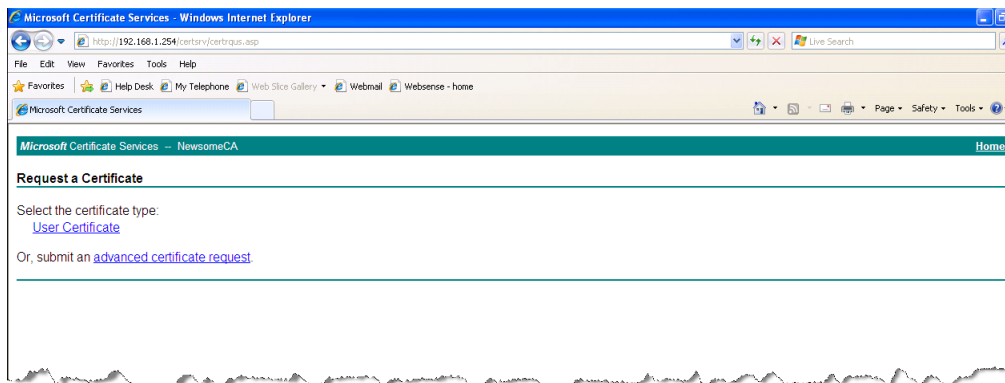 Microsoft Certificate Services - Windows Internet Explorer
http://192.168.1.254/certsrv/certrqus.asp
Live Search
File Edit View Favorites Tools Help
Favorites Help Desk My Telephone Web Slice Gallery Webmail Websense - home
Microsoft Certificate Services Page Safety Tools
Microsoft Certificate Services -- NewsomeCA Home
Request a Certificate
Select the certificate type:
User Certificate
Or, submit an advanced certificate request.